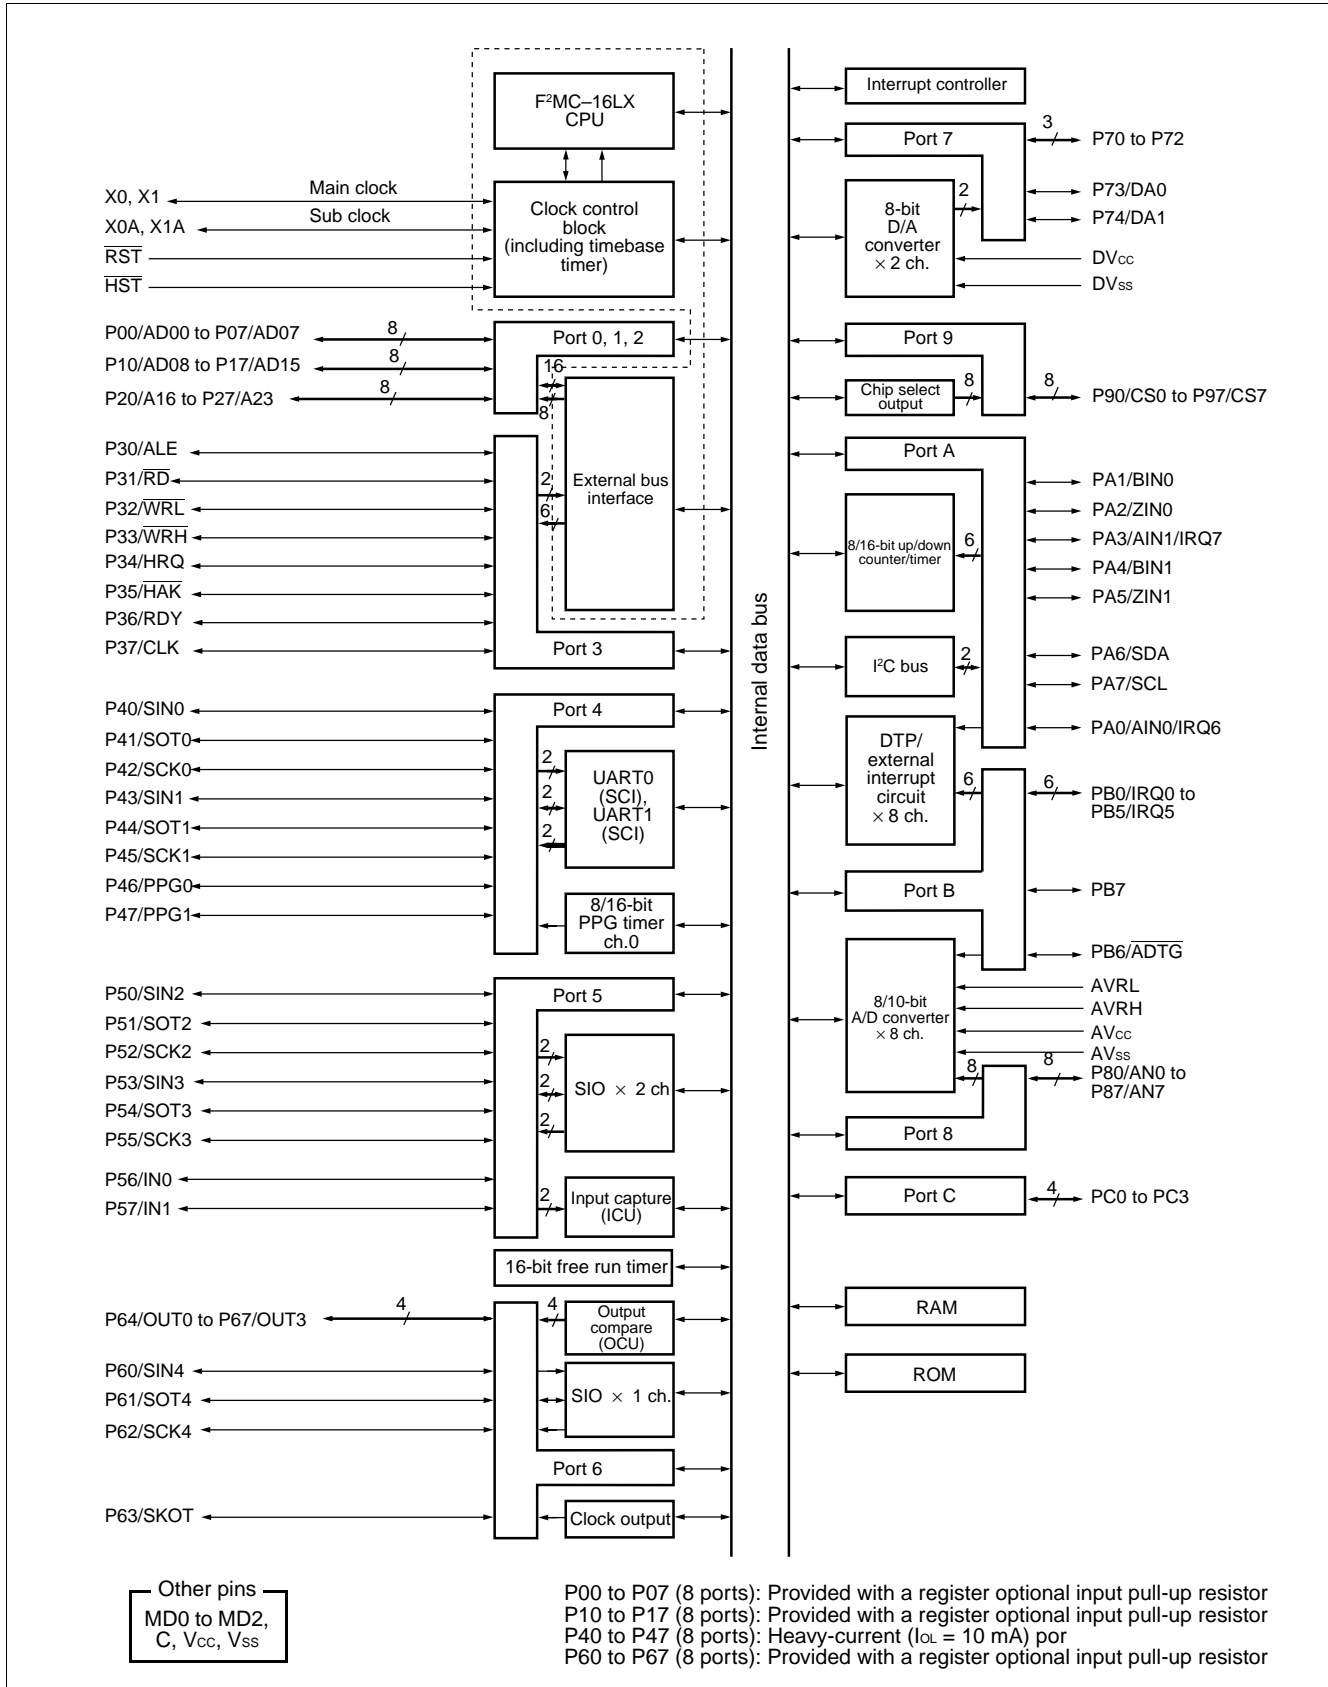 F²MC–16LX
CPU
X0, X1
Main clock
X0A, X1A
Sub clock
RST
HST
Clock control
block
(including timebase
timer)
P00/AD00 to P07/AD07
8
P10/AD08 to P17/AD15
8
P20/A16 to P27/A23
8
Port 0, 1, 2
16
8
P30/ALE
P31/RD
P32/WRL
P33/WRH
P34/HRQ
P35/HAK
P36/RDY
P37/CLK
2
6
External bus
interface
Port 3
P40/SIN0
P41/SOT0
P42/SCK0
P43/SIN1
P44/SOT1
P45/SCK1
P46/PPG0
P47/PPG1
Port 4
2
2
2
UART0
(SCI),
UART1
(SCI)
8/16-bit
PPG timer
ch.0
P50/SIN2
P51/SOT2
P52/SCK2
P53/SIN3
P54/SOT3
P55/SCK3
P56/IN0
P57/IN1
Port 5
2
2
2
SIO × 2 ch
2
Input capture
(ICU)
16-bit free run timer
P64/OUT0 to P67/OUT3
4
4
Output
compare
(OCU)
P60/SIN4
P61/SOT4
P62/SCK4
SIO × 1 ch.
Port 6
P63/SKOT
Clock output
Internal data bus
Interrupt controller
Port 7
3
P70 to P72
8-bit
D/A
converter
× 2 ch.
2
P73/DA0
P74/DA1
DVCC
DVSS
Port 9
Chip select
output
8
8
P90/CS0 to P97/CS7
Port A
8/16-bit up/down
counter/timer
6
PA1/BIN0
PA2/ZIN0
PA3/AIN1/IRQ7
PA4/BIN1
PA5/ZIN1
I²C bus
2
PA6/SDA
PA7/SCL
PA0/AIN0/IRQ6
DTP/
external
interrupt
circuit
× 8 ch.
6
6
PB0/IRQ0 to
PB5/IRQ5
Port B
PB7
PB6/ADTG
8/10-bit
A/D converter
× 8 ch.
AVRL
AVRH
AVCC
AVSS
8
8
P80/AN0 to
P87/AN7
Port 8
Port C
4
PC0 to PC3
RAM
ROM
Other pins
MD0 to MD2,
C, VCC, VSS
P00 to P07 (8 ports): Provided with a register optional input pull-up resistor
P10 to P17 (8 ports): Provided with a register optional input pull-up resistor
P40 to P47 (8 ports): Heavy-current (IOL = 10 mA) por
P60 to P67 (8 ports): Provided with a register optional input pull-up resistor